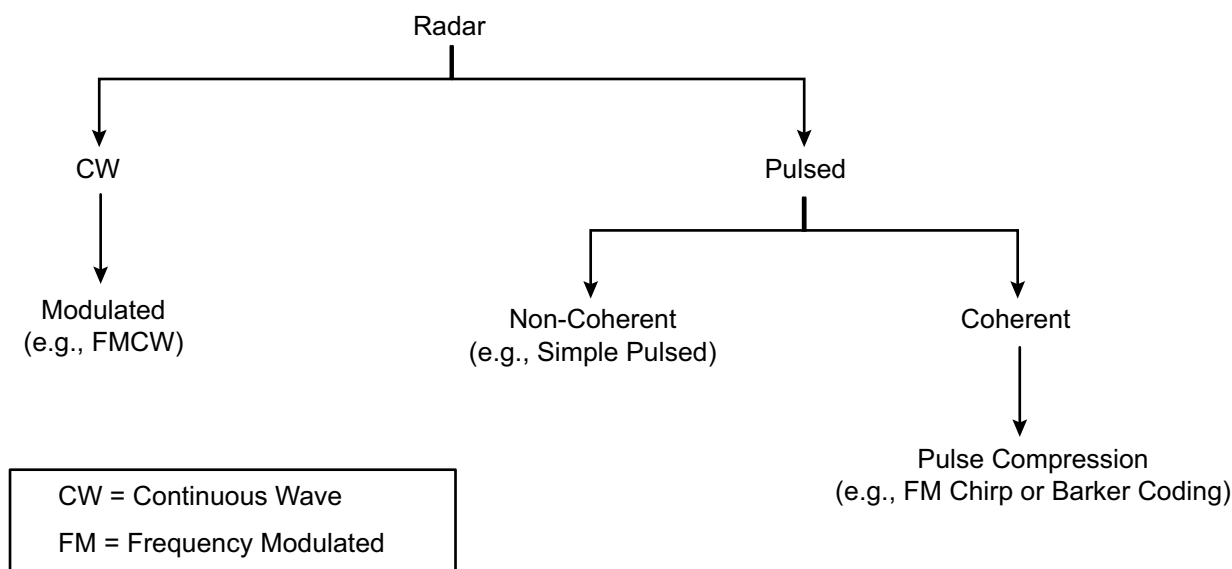 Radar
CW
Pulsed
Modulated
(e.g., FMCW)
Non-Coherent
(e.g., Simple Pulsed)
Coherent
Pulse Compression
(e.g., FM Chirp or Barker Coding)
CW = Continuous Wave
FM = Frequency Modulated